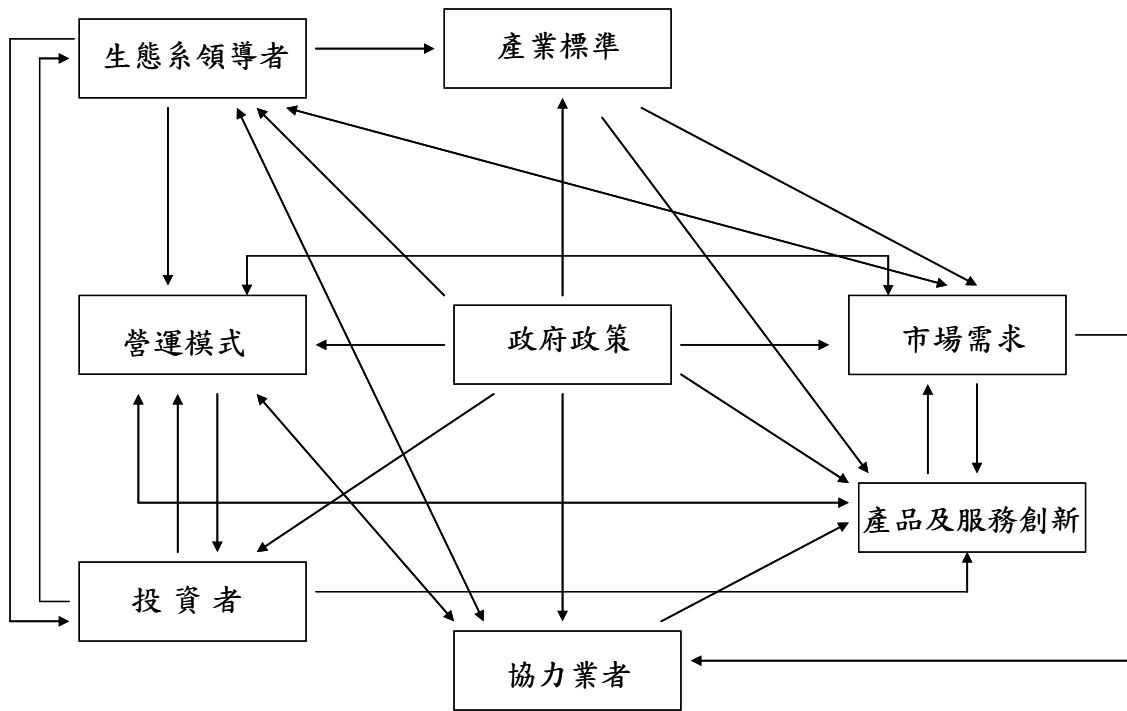 生態系領導者
產業標準
營運模式
政府政策
市場需求
產品及服務創新
投資者
協力業者